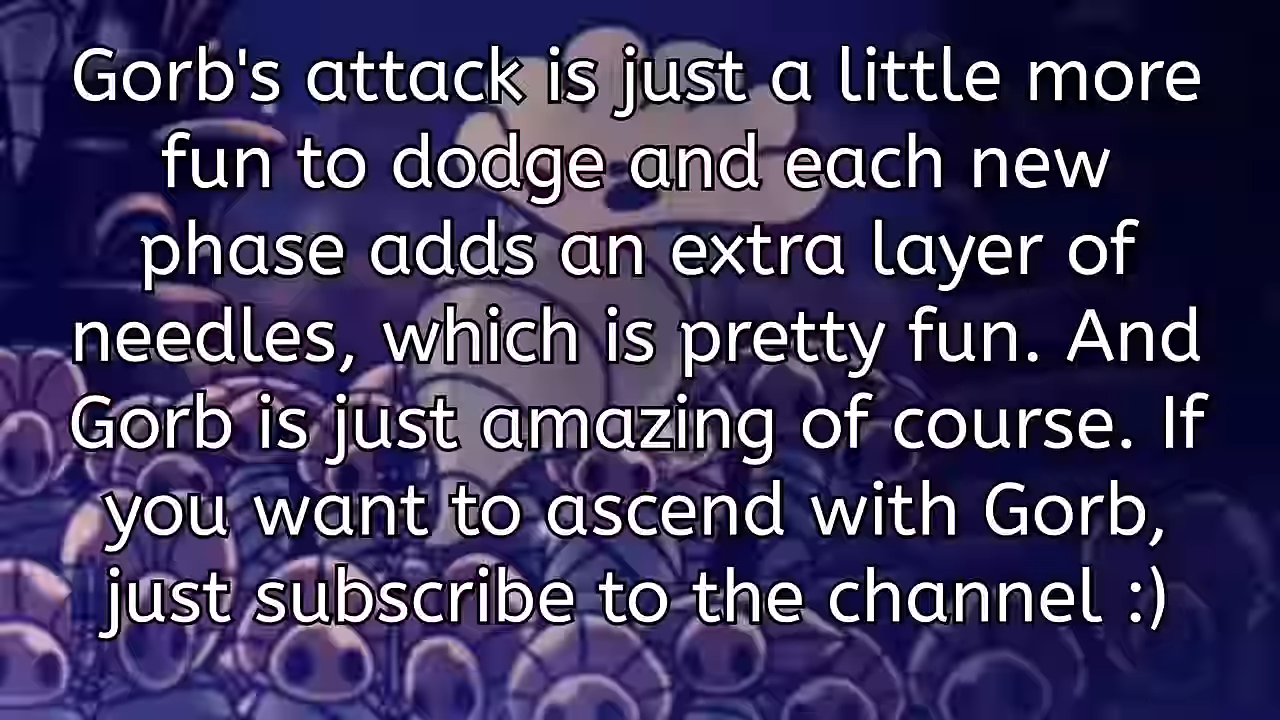 Gorb's attack is just a little more
fun to dodge and each new
phase adds an extra layer of
needles, which is pretty fun. And
Gorb is just amazing of course. If
you want to ascend with Gorb,
just subscribe to the channel :)